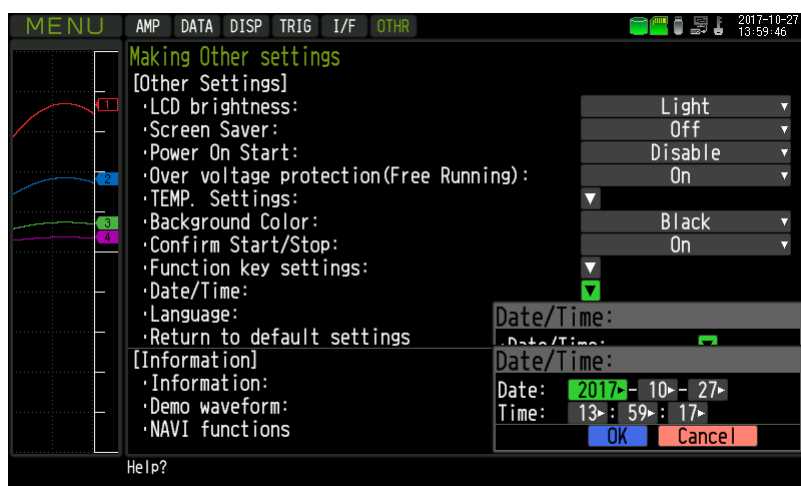 MENU AMP DATA DISP TRIG I/F OTHR 2017-10-27
13:59:46
Making Other settings
[Other Settings]
·LCD brightness: Light
·Screen Saver: Off
·Power On Start: Disable
·Over voltage protection(Free Running): On
·TEMP. Settings:
·Background Color: Black
·Confirm Start/Stop: On
·Function key settings:
·Date/Time:
·Language:
·Return to default settings
[Information]
·Information:
·Demo waveform:
·NAVI functions
Date/Time:
·Date/Time:
Date/Time:
Date: 2017 - 10 - 27
Time: 13 : 59 : 17
OK Cancel
1
2
3
4
Help?